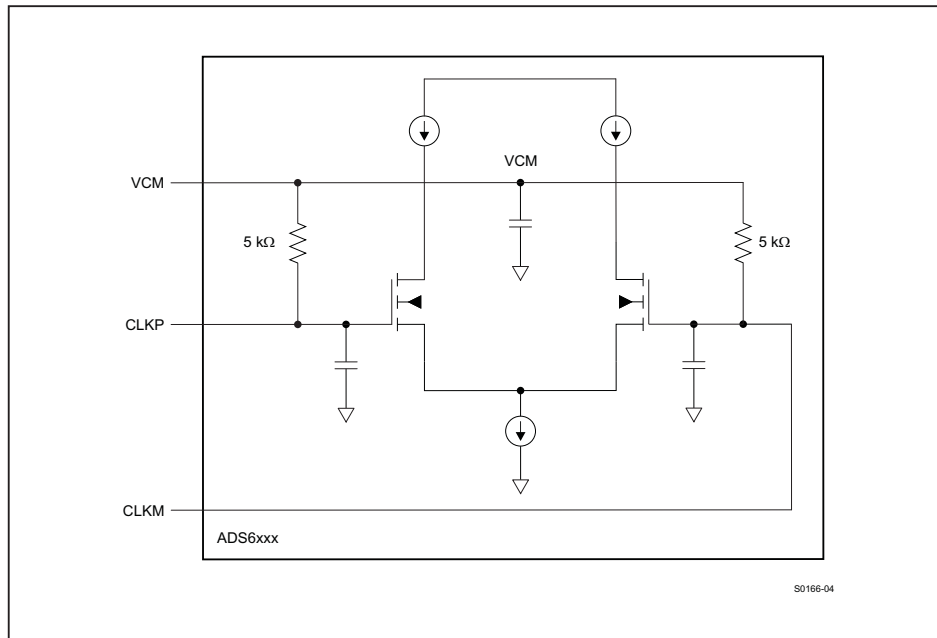 VCM
VCM
5 kΩ
5 kΩ
CLKP
CLKM
ADS6xxx
S0166-04